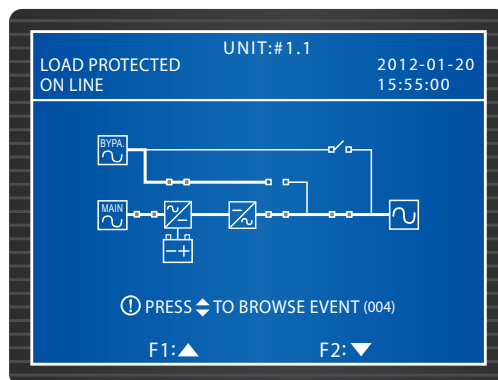 UNIT:#1.1
LOAD PROTECTED
ON LINE
2012-01-20
15:55:00
BYPA.
MAIN
PRESS TO BROWSE EVENT (004)
F1:
F2: